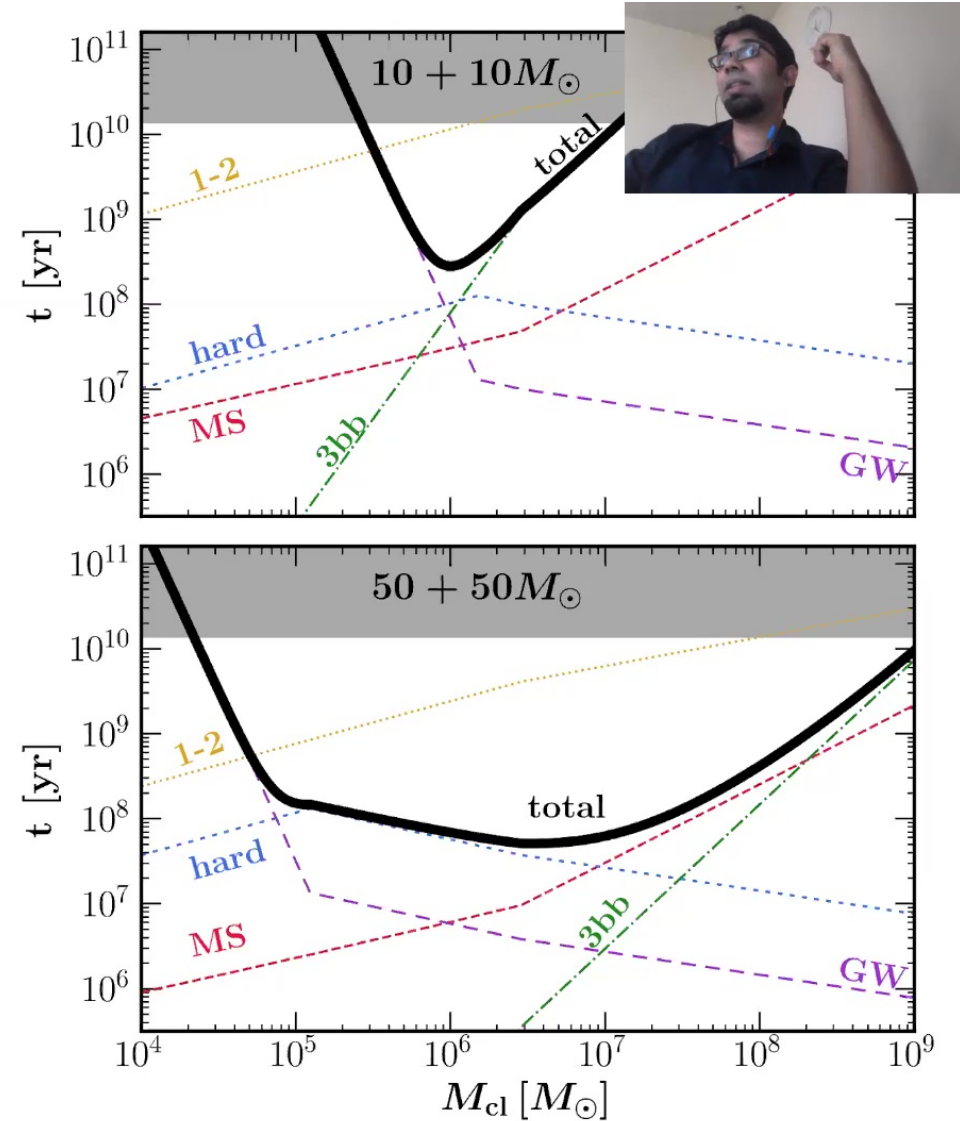 10¹¹
10 + 10M☉
10¹⁰
total
1-2
10⁹
t [yr]
10⁸
hard
10⁷
MS
3bb
10⁶
GW
10¹¹
50 + 50M☉
10¹⁰
10⁹
1-2
t [yr]
total
10⁸
hard
10⁷
3bb
MS
GW
10⁶
10⁴ 10⁵ 10⁶ 10⁷ 10⁸ 10⁹
M_cl [M☉]